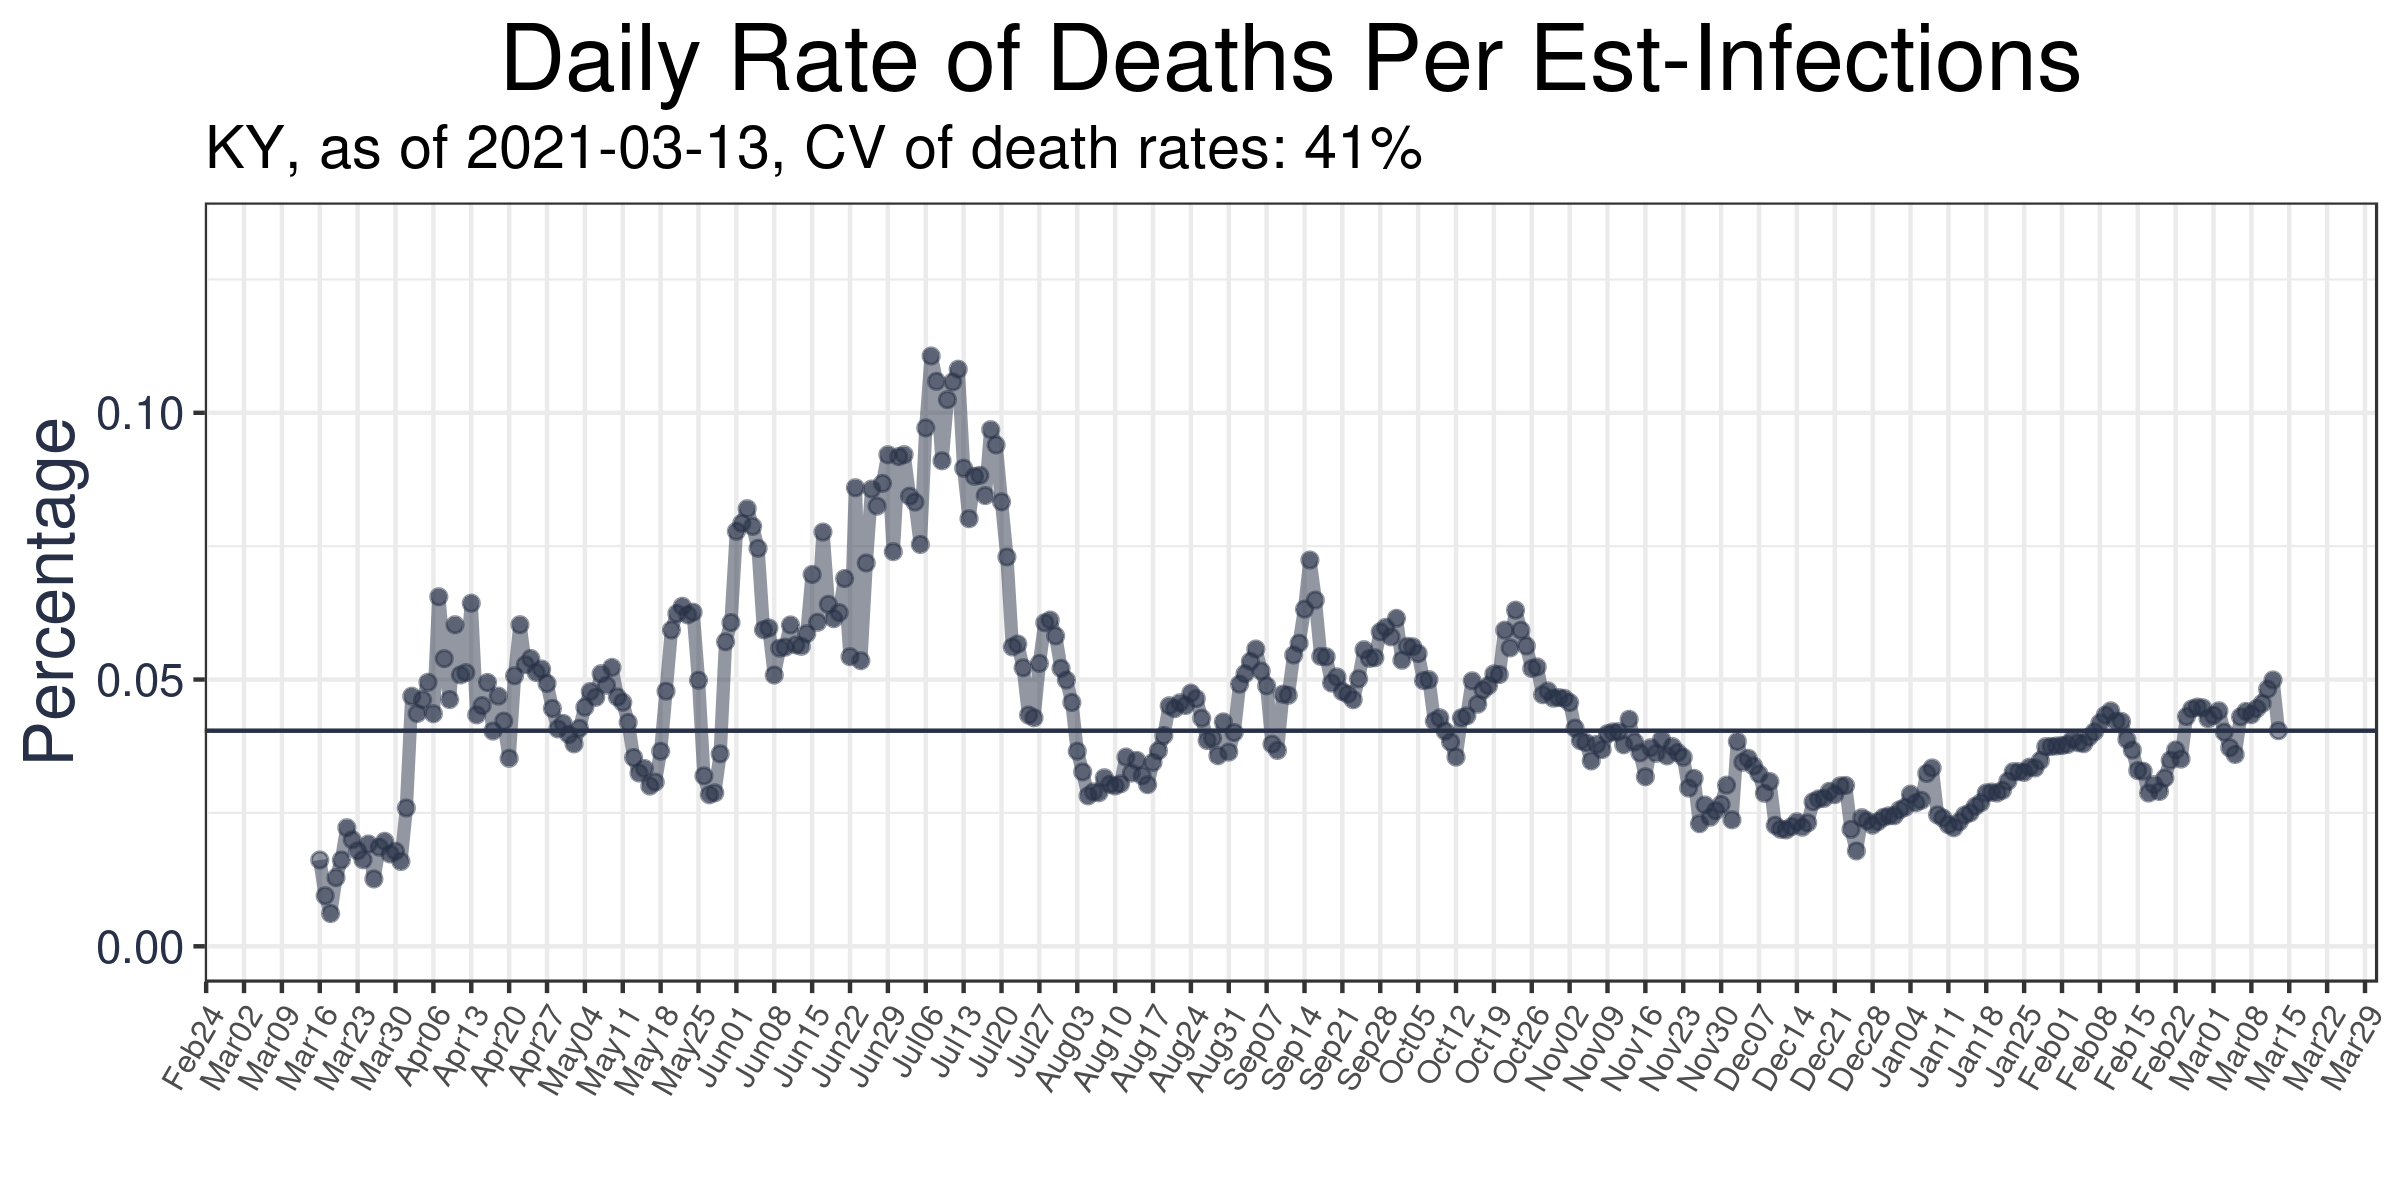 Daily Rate of Deaths Per Est-Infections
KY, as of 2021-03-13, CV of death rates: 41%
Percentage
0.10
0.05
0.00
Feb24
Mar02
Mar09
Mar16
Mar23
Mar30
Apr06
Apr13
Apr20
Apr27
May04
May11
May18
May25
Jun01
Jun08
Jun15
Jun22
Jun29
Jul06
Jul13
Jul20
Jul27
Aug03
Aug10
Aug17
Aug24
Aug31
Sep07
Sep14
Sep21
Sep28
Oct05
Oct12
Oct19
Oct26
Nov02
Nov09
Nov16
Nov23
Nov30
Dec07
Dec14
Dec21
Dec28
Jan04
Jan11
Jan18
Jan25
Feb01
Feb08
Feb15
Feb22
Mar01
Mar08
Mar15
Mar22
Mar29